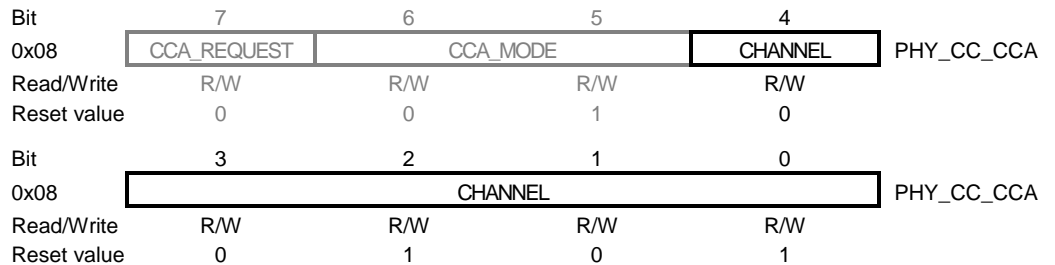 Bit 7 6 5 4
0x08 CCA_REQUEST CCA_MODE CHANNEL PHY_CC_CCA
Read/Write R/W R/W R/W R/W
Reset value 0 0 1 0
Bit 3 2 1 0
0x08 CHANNEL PHY_CC_CCA
Read/Write R/W R/W R/W R/W
Reset value 0 1 0 1